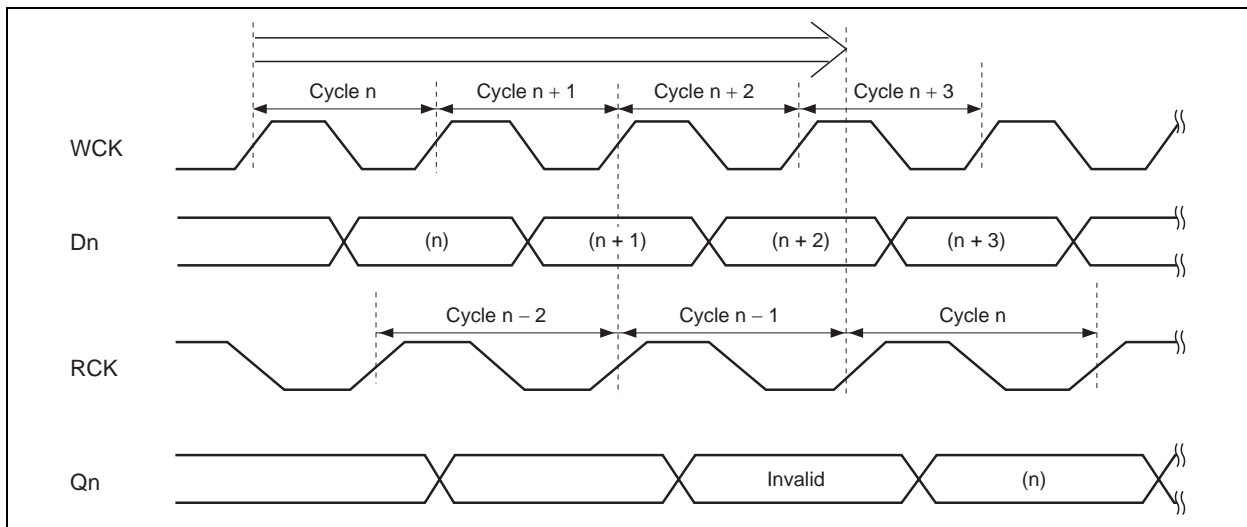 Cycle n Cycle n + 1 Cycle n + 2 Cycle n + 3
WCK
Dn (n) (n + 1) (n + 2) (n + 3)
Cycle n − 2 Cycle n − 1 Cycle n
RCK
Qn Invalid (n)